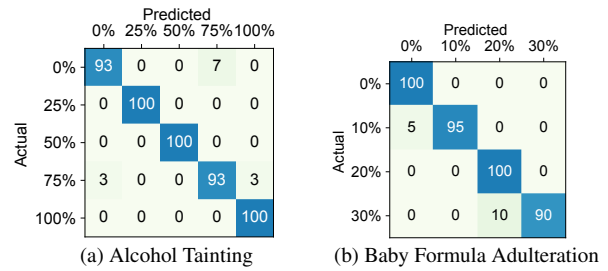 Predicted
0% 25% 50% 75% 100%
Actual
0% 93 0 0 7 0
25% 0 100 0 0 0
50% 0 0 100 0 0
75% 3 0 0 93 3
100% 0 0 0 0 100
(a) Alcohol Tainting
Predicted
0% 10% 20% 30%
Actual
0% 100 0 0 0
10% 5 95 0 0
20% 0 0 100 0
30% 0 0 10 90
(b) Baby Formula Adulteration